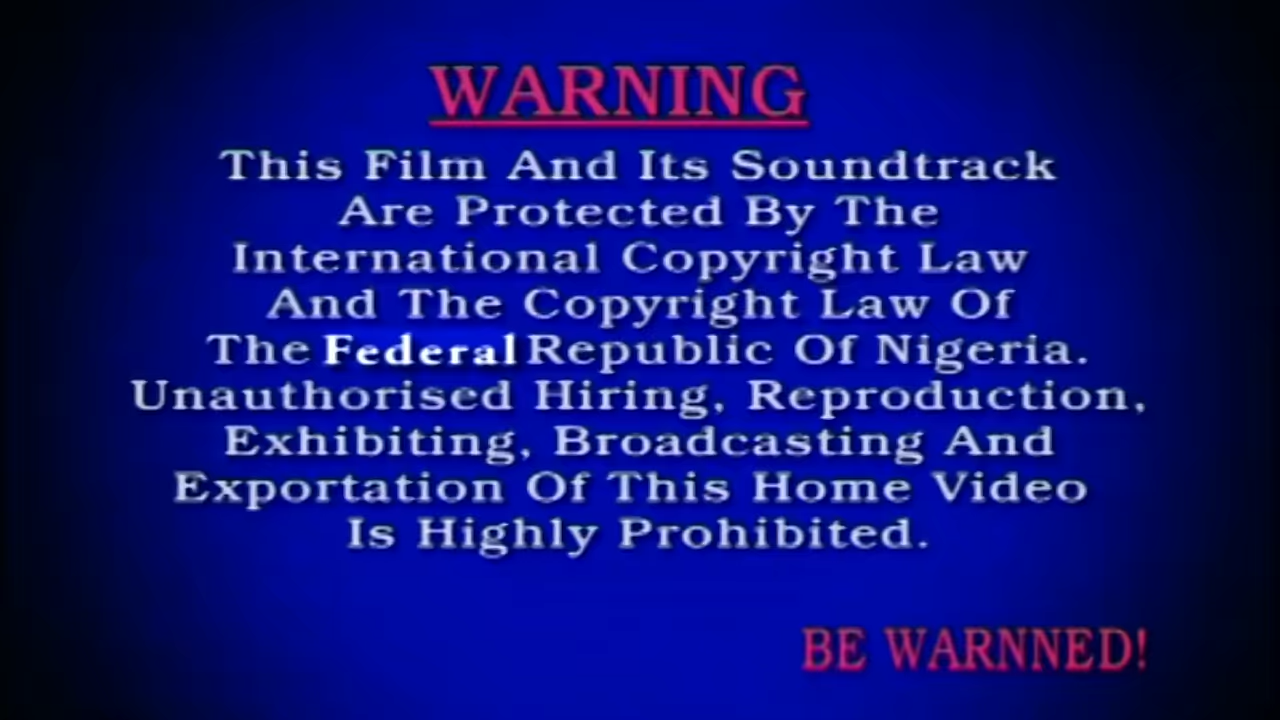 WARNING
This Film And Its Soundtrack
Are Protected By The
International Copyright Law
And The Copyright Law Of
The Federal Republic Of Nigeria.
Unauthorised Hiring, Reproduction,
Exhibiting, Broadcasting And
Exportation Of This Home Video
Is Highly Prohibited.
BE WARNNED!